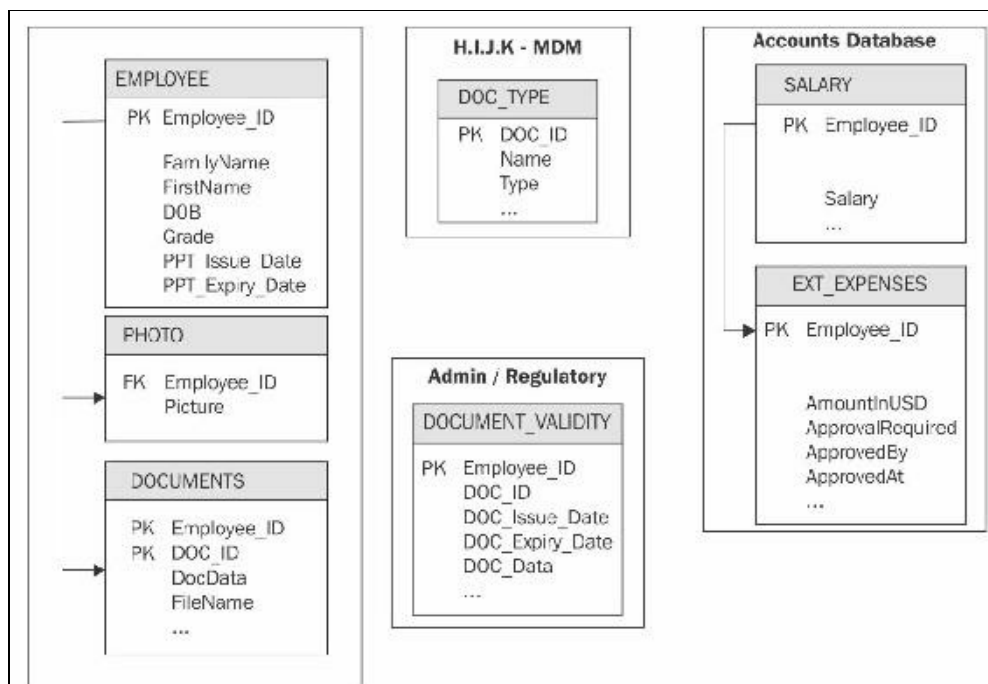 EMPLOYEE
PK Employee_ID
FamilyName
FirstName
DOB
Grade
PPT_Issue_Date
PPT_Expiry_Date
PHOTO
FK Employee_ID
Picture
DOCUMENTS
PK Employee_ID
PK DOC_ID
DocData
FileName
...
H.I.J.K - MDM
DOC_TYPE
PK DOC_ID
Name
Type
...
Admin / Regulatory
DOCUMENT_VALIDITY
PK Employee_ID
DOC_ID
DOC_Issue_Date
DOC_Expiry_Date
DOC_Data
...
Accounts Database
SALARY
PK Employee_ID
Salary
...
EXT_EXPENSES
PK Employee_ID
AmountInUSD
ApprovalRequired
ApprovedBy
ApprovedAt
...